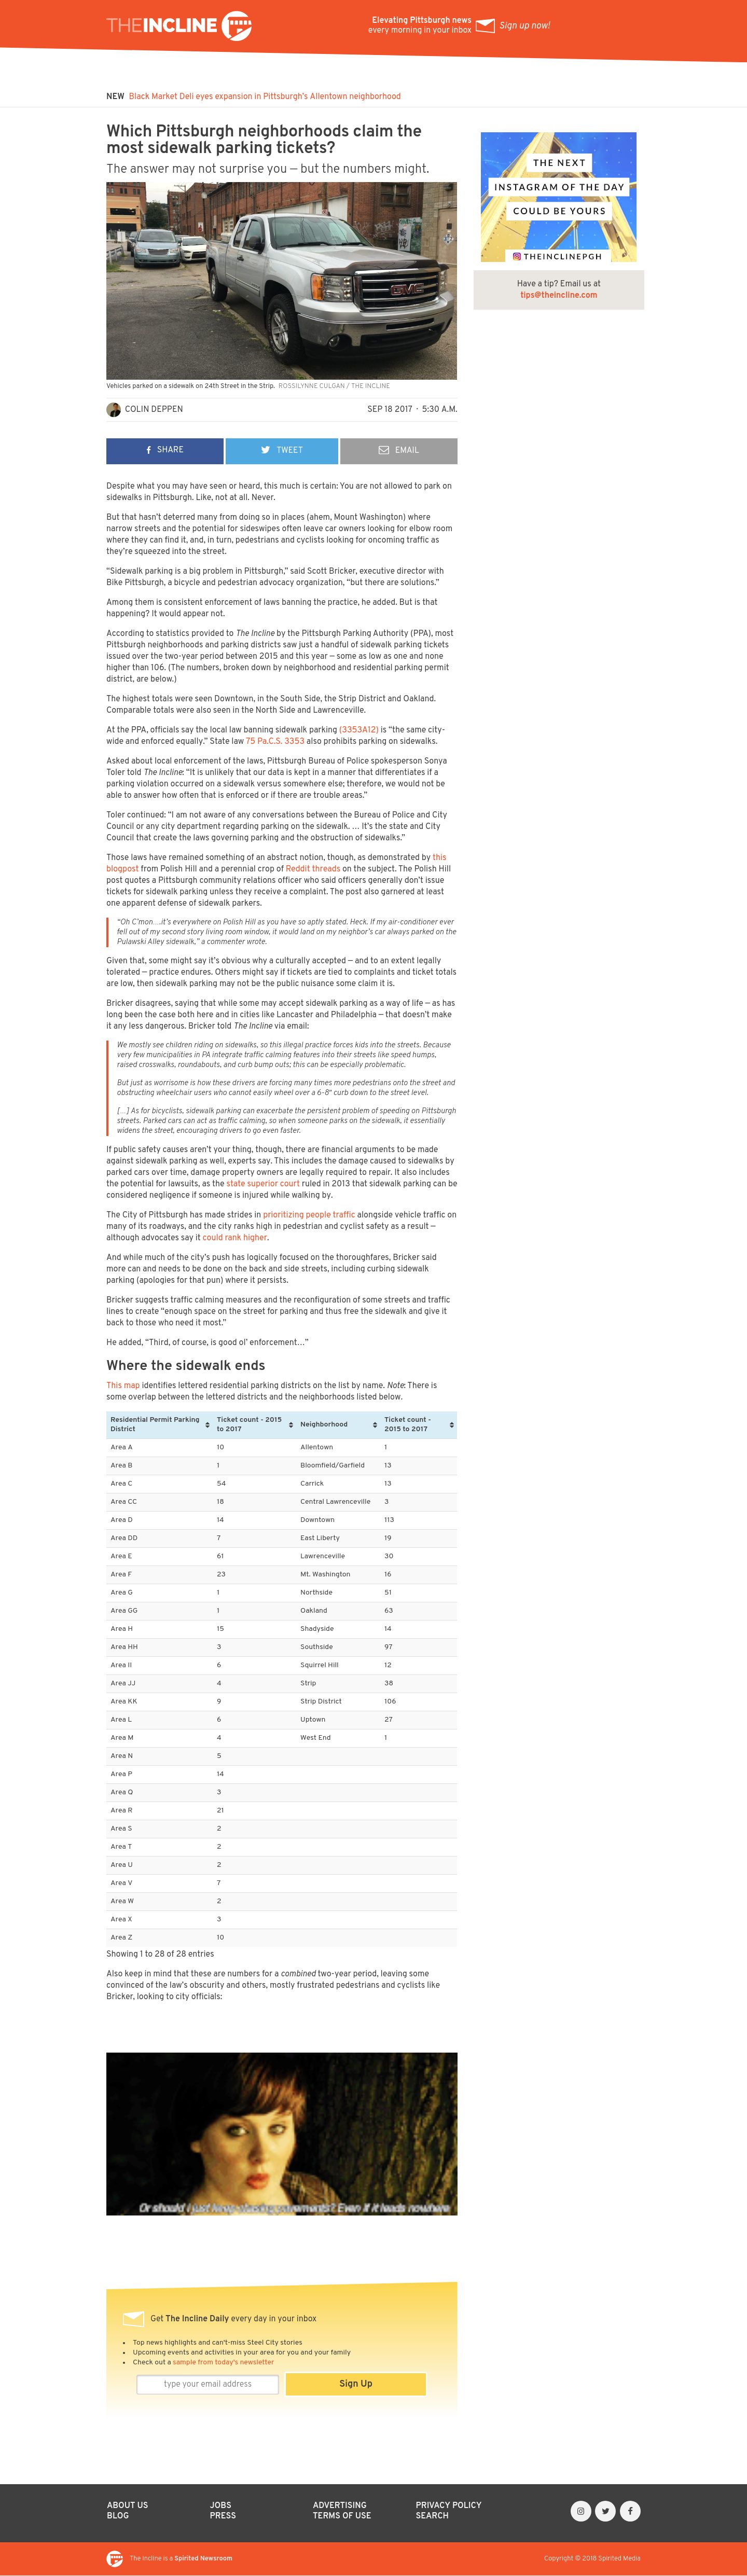 THEINCLINE
Elevating Pittsburgh news
every morning in your inbox
Sign up now!
NEW Black Market Deli eyes expansion in Pittsburgh's Allentown neighborhood
Which Pittsburgh neighborhoods claim the
most sidewalk parking tickets?
The answer may not surprise you — but the numbers might.
GMC
Vehicles parked on a sidewalk on 24th Street in the Strip. ROSSILYNNE CULGAN / THE INCLINE
COLIN DEPPEN
SEP 18 2017 · 5:30 A.M.
THE NEXT
INSTAGRAM OF THE DAY
COULD BE YOURS
THEINCLINEPGH
Have a tip? Email us at
tips@theincline.com
SHARE
TWEET
EMAIL
Despite what you may have seen or heard, this much is certain: You are not allowed to park on
sidewalks in Pittsburgh. Like, not at all. Never.
But that hasn't deterred many from doing so in places (ahem, Mount Washington) where
narrow streets and the potential for sideswipes often leave car owners looking for elbow room
where they can find it, and, in turn, pedestrians and cyclists looking for oncoming traffic as
they're squeezed into the street.
"Sidewalk parking is a big problem in Pittsburgh," said Scott Bricker, executive director with
Bike Pittsburgh, a bicycle and pedestrian advocacy organization, "but there are solutions."
Among them is consistent enforcement of laws banning the practice, he added. But is that
happening? It would appear not.
According to statistics provided to The Incline by the Pittsburgh Parking Authority (PPA), most
Pittsburgh neighborhoods and parking districts saw just a handful of sidewalk parking tickets
issued over the two-year period between 2015 and this year — some as low as one and none
higher than 106. (The numbers, broken down by neighborhood and residential parking permit
district, are below.)
The highest totals were seen Downtown, in the South Side, the Strip District and Oakland.
Comparable totals were also seen in the North Side and Lawrenceville.
At the PPA, officials say the local law banning sidewalk parking (3353A12) is "the same city-
wide and enforced equally." State law 75 Pa.C.S. 3353 also prohibits parking on sidewalks.
Asked about local enforcement of the laws, Pittsburgh Bureau of Police spokesperson Sonya
Toler told The Incline: "It is unlikely that our data is kept in a manner that differentiates if a
parking violation occurred on a sidewalk versus somewhere else; therefore, we would not be
able to answer how often that is enforced or if there are trouble areas."
Toler continued: "I am not aware of any conversations between the Bureau of Police and City
Council or any city department regarding parking on the sidewalk. … It's the state and City
Council that create the laws governing parking and the obstruction of sidewalks."
Those laws have remained something of an abstract notion, though, as demonstrated by this
blogpost from Polish Hill and a perennial crop of Reddit threads on the subject. The Polish Hill
post quotes a Pittsburgh community relations officer who said officers generally don't issue
tickets for sidewalk parking unless they receive a complaint. The post also garnered at least
one apparent defense of sidewalk parkers.
"Oh C'mon….it's everywhere on Polish Hill as you have so aptly stated. Heck. If my air-conditioner ever
fell out of my second story living room window, it would land on my neighbor's car always parked on the
Pulawski Alley sidewalk," a commenter wrote.
Given that, some might say it's obvious why a culturally accepted — and to an extent legally
tolerated — practice endures. Others might say if tickets are tied to complaints and ticket totals
are low, then sidewalk parking may not be the public nuisance some claim it is.
Bricker disagrees, saying that while some may accept sidewalk parking as a way of life — as has
long been the case both here and in cities like Lancaster and Philadelphia — that doesn't make
it any less dangerous. Bricker told The Incline via email:
We mostly see children riding on sidewalks, so this illegal practice forces kids into the streets. Because
very few municipalities in PA integrate traffic calming features into their streets like speed humps,
raised crosswalks, roundabouts, and curb bump outs; this can be especially problematic.
But just as worrisome is how these drivers are forcing many times more pedestrians onto the street and
obstructing wheelchair users who cannot easily wheel over a 6-8" curb down to the street level.
[…] As for bicyclists, sidewalk parking can exacerbate the persistent problem of speeding on Pittsburgh
streets. Parked cars can act as traffic calming, so when someone parks on the sidewalk, it essentially
widens the street, encouraging drivers to go even faster.
If public safety causes aren't your thing, though, there are financial arguments to be made
against sidewalk parking as well, experts say. This includes the damage caused to sidewalks by
parked cars over time, damage property owners are legally required to repair. It also includes
the potential for lawsuits, as the state superior court ruled in 2013 that sidewalk parking can be
considered negligence if someone is injured while walking by.
The City of Pittsburgh has made strides in prioritizing people traffic alongside vehicle traffic on
many of its roadways, and the city ranks high in pedestrian and cyclist safety as a result —
although advocates say it could rank higher.
And while much of the city's push has logically focused on the thoroughfares, Bricker said
more can and needs to be done on the back and side streets, including curbing sidewalk
parking (apologies for that pun) where it persists.
Bricker suggests traffic calming measures and the reconfiguration of some streets and traffic
lines to create "enough space on the street for parking and thus free the sidewalk and give it
back to those who need it most."
He added, "Third, of course, is good ol' enforcement…"
Where the sidewalk ends
This map identifies lettered residential parking districts on the list by name. Note: There is
some overlap between the lettered districts and the neighborhoods listed below.
Residential Permit Parking District Ticket count - 2015 to 2017 Neighborhood Ticket count - 2015 to 2017
Area A 10 Allentown 1
Area B 1 Bloomfield/Garfield 13
Area C 54 Carrick 13
Area CC 18 Central Lawrenceville 3
Area D 14 Downtown 113
Area DD 7 East Liberty 19
Area E 61 Lawrenceville 30
Area F 23 Mt. Washington 16
Area G 1 Northside 51
Area GG 1 Oakland 63
Area H 15 Shadyside 14
Area HH 3 Southside 97
Area II 6 Squirrel Hill 12
Area JJ 4 Strip 38
Area KK 9 Strip District 106
Area L 6 Uptown 27
Area M 4 West End 1
Area N 5
Area P 14
Area Q 3
Area R 21
Area S 2
Area T 2
Area U 2
Area V 7
Area W 2
Area X 3
Area Z 10
Showing 1 to 28 of 28 entries
Also keep in mind that these are numbers for a combined two-year period, leaving some
convinced of the law's obscurity and others, mostly frustrated pedestrians and cyclists like
Bricker, looking to city officials:
Or should I just keep chasing pavements? Even if it leads nowhere
Get The Incline Daily every day in your inbox
Top news highlights and can't-miss Steel City stories
Upcoming events and activities in your area for you and your family
Check out a sample from today's newsletter
type your email address
Sign Up
ABOUT US
JOBS
ADVERTISING
PRIVACY POLICY
BLOG
PRESS
TERMS OF USE
SEARCH
The Incline is a Spirited Newsroom
Copyright © 2018 Spirited Media